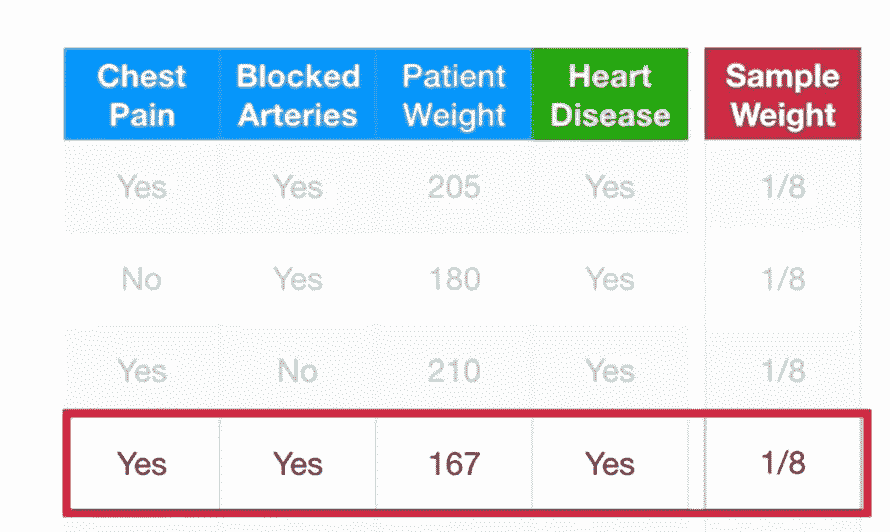 Chest Pain Blocked Arteries Patient Weight Heart Disease Sample Weight
Yes Yes 205 Yes 1/8
No Yes 180 Yes 1/8
Yes No 210 Yes 1/8
Yes Yes 167 Yes 1/8